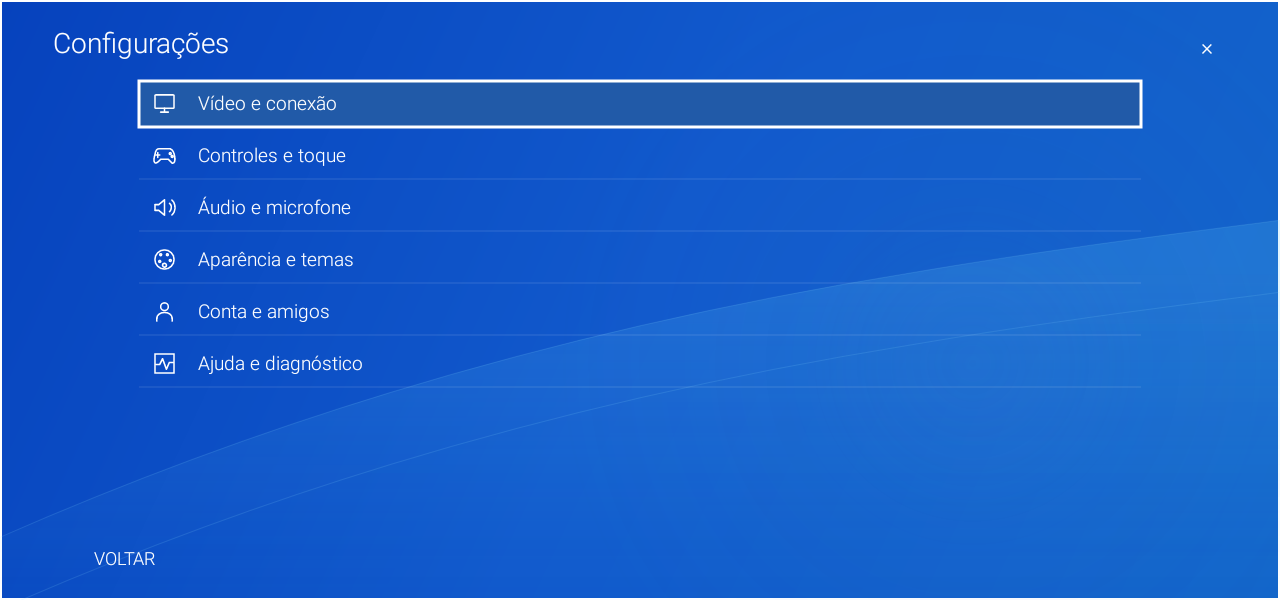 Configurações
Vídeo e conexão
Controles e toque
Áudio e microfone
Aparência e temas
Conta e amigos
Ajuda e diagnóstico
VOLTAR